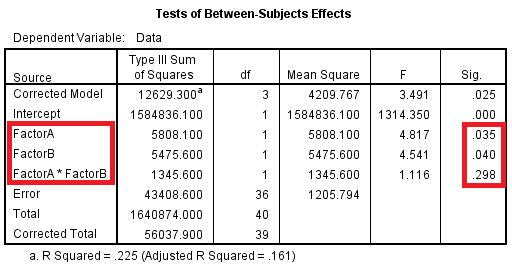 Tests of Between-Subjects Effects
Dependent Variable: Data
Source Type III Sum of Squares df Mean Square F Sig.
Corrected Model 12629.300a 3 4209.767 3.491 .025
Intercept 1584836.100 1 1584836.100 1314.350 .000
FactorA 5808.100 1 5808.100 4.817 .035
FactorB 5475.600 1 5475.600 4.541 .040
FactorA * FactorB 1345.600 1 1345.600 1.116 .298
Error 43408.600 36 1205.794
Total 1640874.000 40
Corrected Total 56037.900 39
a. R Squared = .225 (Adjusted R Squared = .161)